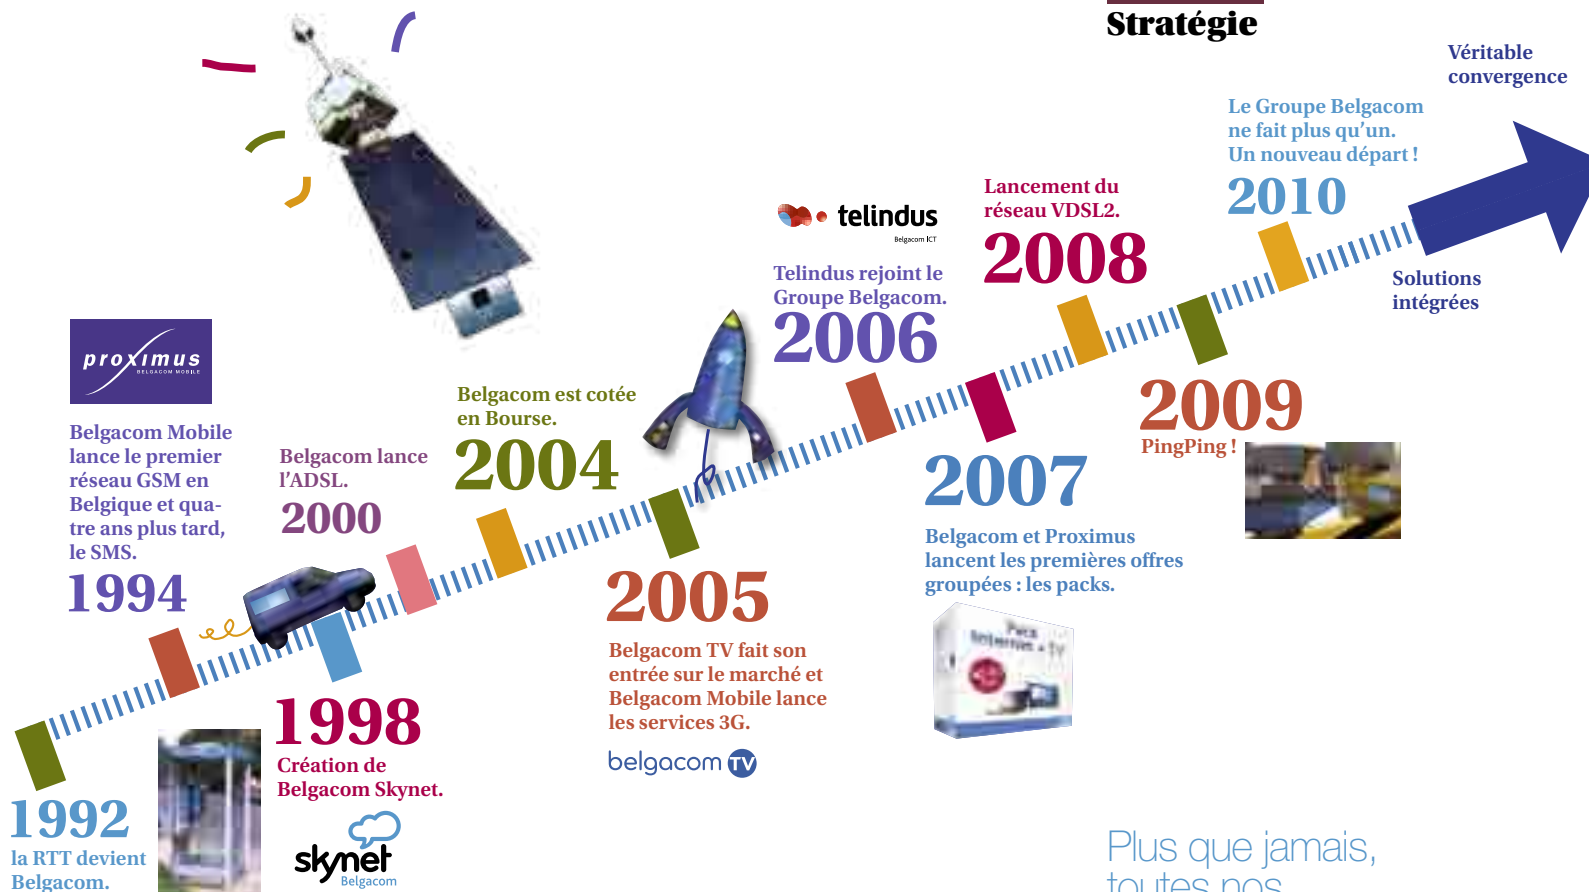 Stratégie
Véritable
convergence
Le Groupe Belgacom
ne fait plus qu’un.
Un nouveau départ !
2010
Solutions
intégrées
Lancement du
réseau VDSL2.
2008
telindus
Belgacom ICT
Telindus rejoint le
Groupe Belgacom.
2006
2009
PingPing !
proximus
BELGACOM MOBILE
Belgacom Mobile
lance le premier
réseau GSM en
Belgique et qua-
tre ans plus tard,
le SMS.
1994
Belgacom lance
l’ADSL.
2000
Belgacom est cotée
en Bourse.
2004
2007
Belgacom et Proximus
lancent les premières offres
groupées : les packs.
Pack
Internet + TV
2005
Belgacom TV fait son
entrée sur le marché et
Belgacom Mobile lance
les services 3G.
belgacom TV
1998
Création de
Belgacom Skynet.
skynet
Belgacom
1992
la RTT devient
Belgacom.
Plus que jamais,
toutes nos